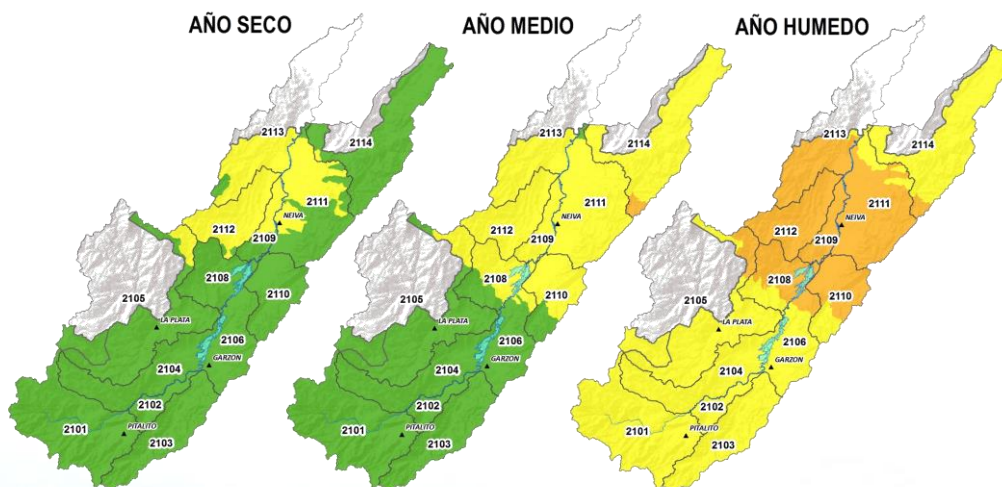 AÑO SECO
2113
2114
2111
NEIVA
2112
2109
2108
2110
2105
LA PLATA
2106
GARZON
2104
2102
2101
PITALITO
2103
AÑO MEDIO
2113
2114
2111
NEIVA
2112
2109
2108
2110
2105
LA PLATA
2106
GARZON
2104
2102
2101
PITALITO
2103
AÑO HUMEDO
2113
2114
2111
NEIVA
2112
2109
2108
2110
2105
LA PLATA
2106
GARZON
2104
2102
2101
PITALITO
2103